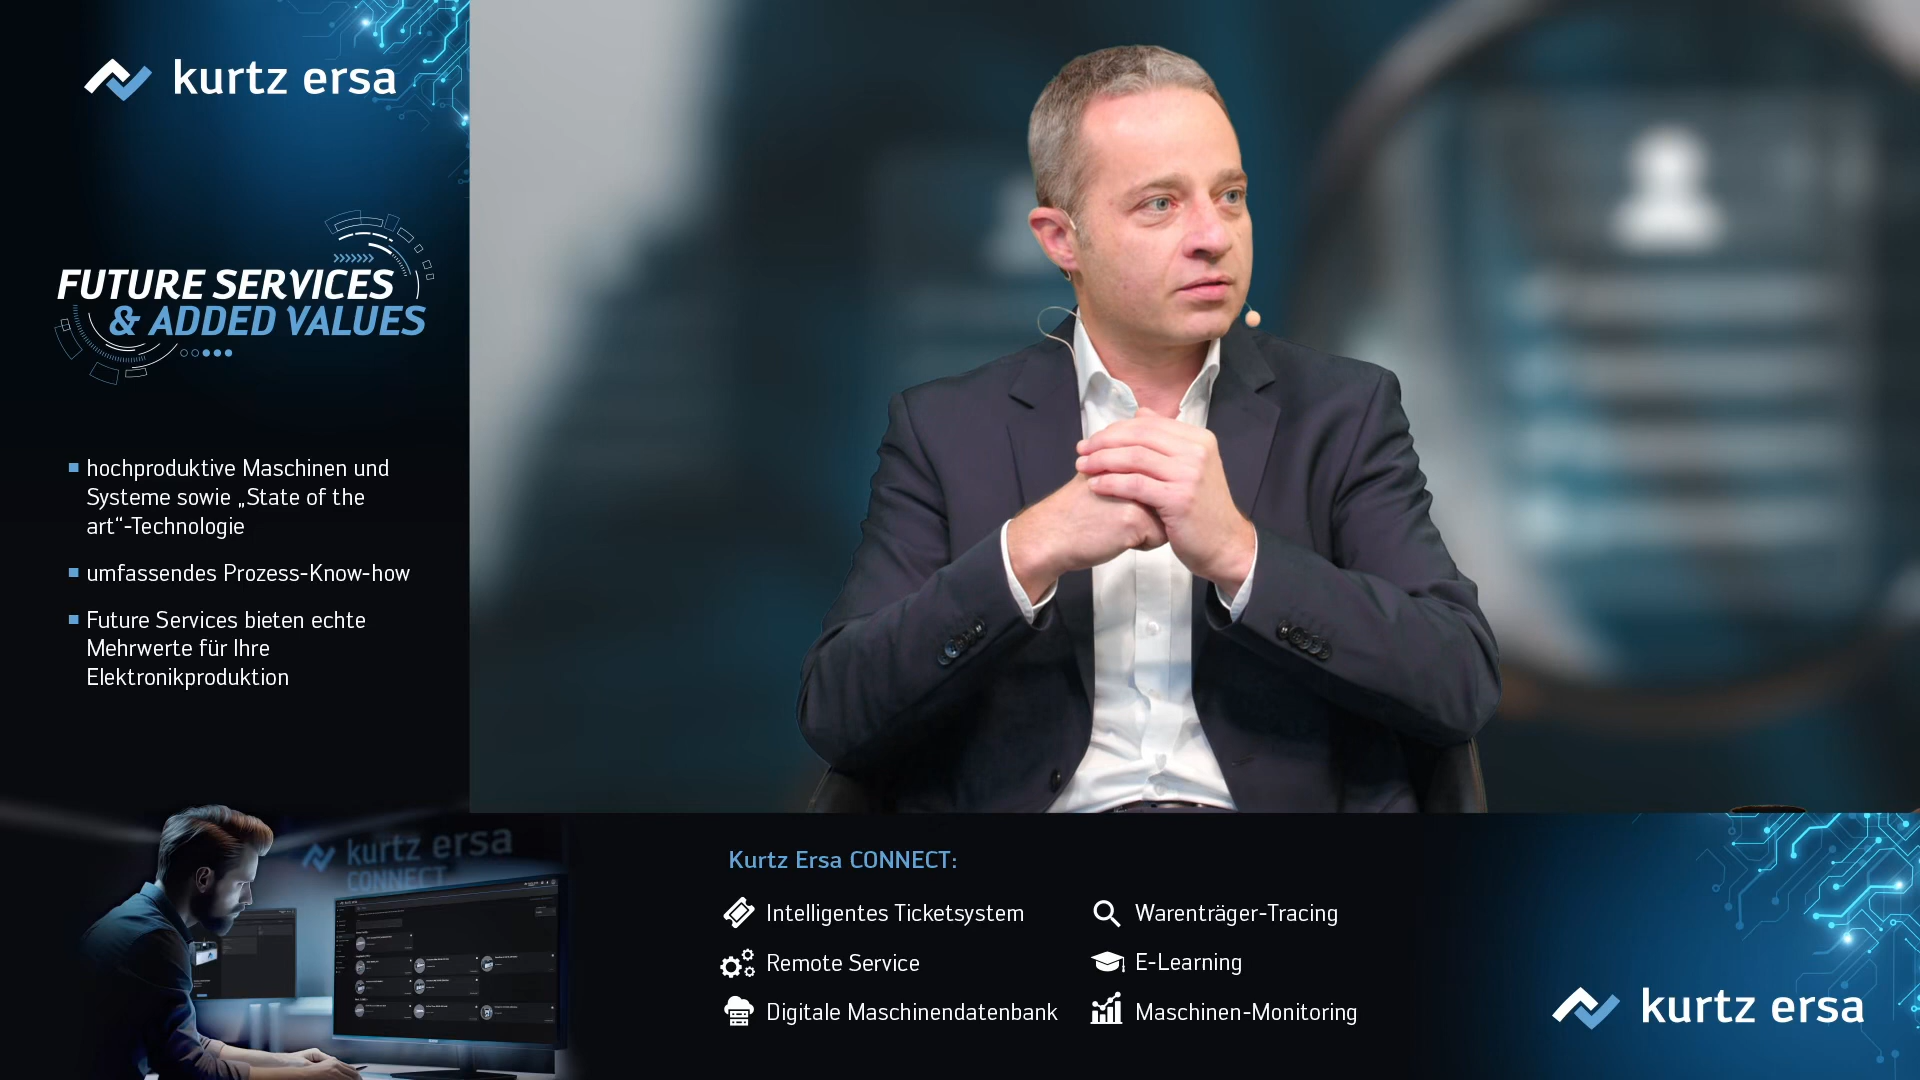 kurtz ersa
FUTURE SERVICES
& ADDED VALUES
hochproduktive Maschinen und
Systeme sowie „State of the
art“-Technologie
umfassendes Prozess-Know-how
Future Services bieten echte
Mehrwerte für Ihre
Elektronikproduktion
kurtz ersa
CONNECT
Kurtz Ersa CONNECT:
Intelligentes Ticketsystem
Remote Service
Digitale Maschinendatenbank
Warenträger-Tracing
E-Learning
Maschinen-Monitoring
kurtz ersa